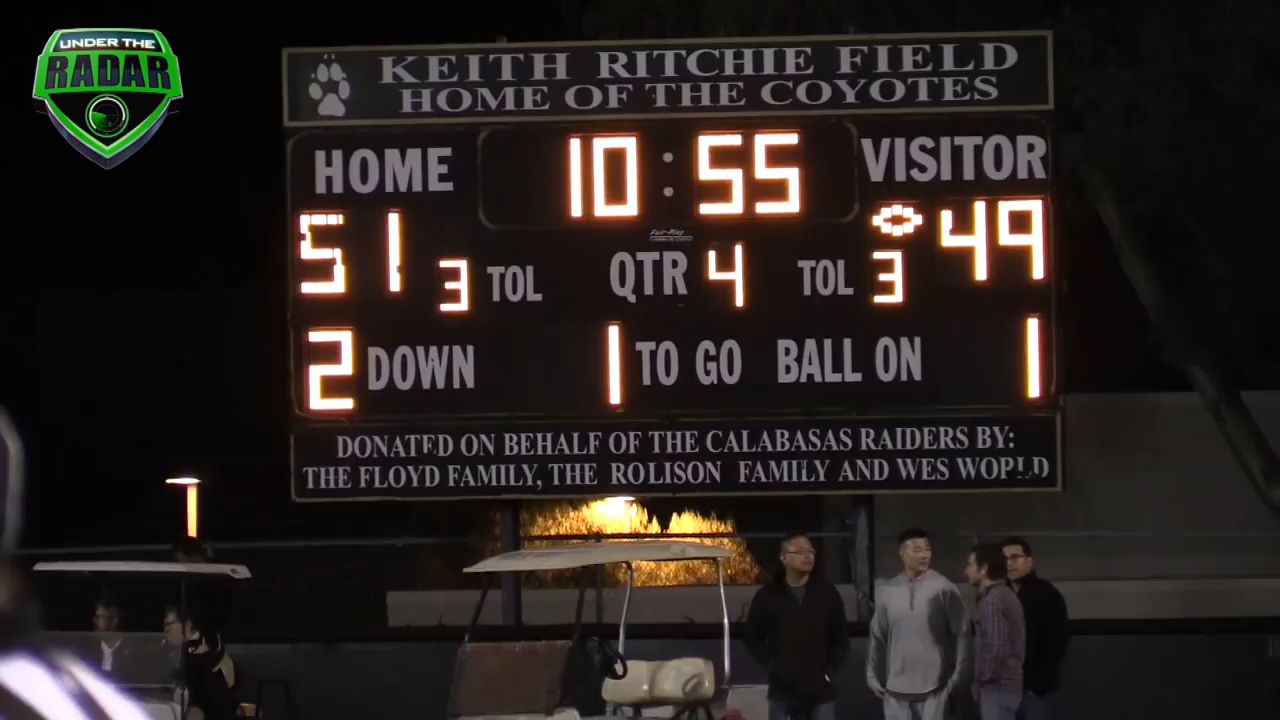 UNDER THE
RADAR
KEITH RITCHIE FIELD
HOME OF THE COYOTES
HOME 10:55 VISITOR
51 49
3 TOL QTR 4 TOL 3
2 DOWN 1 TO GO BALL ON 1
DONATED ON BEHALF OF THE CALABASAS RAIDERS BY:
THE FLOYD FAMILY, THE ROLISON FAMILY AND WES WORLD
Fair-Play